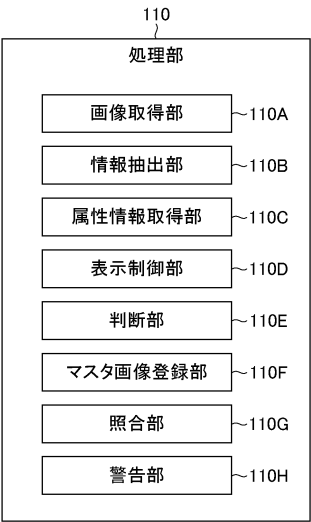 110
処理部
画像取得部 110A
情報抽出部 110B
属性情報取得部 110C
表示制御部 110D
判断部 110E
マスタ画像登録部 110F
照合部 110G
警告部 110H